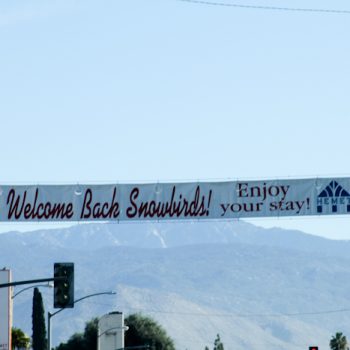 Welcome Back Snowbirds!
Enjoy
your stay!
HEMET